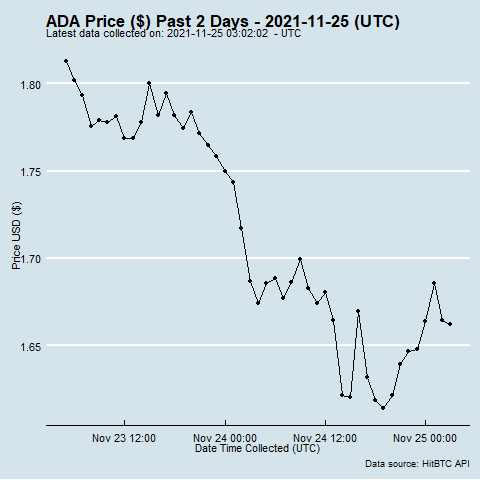 ADA Price ($) Past 2 Days - 2021-11-25 (UTC)
Latest data collected on: 2021-11-25 03:02:02 - UTC
1.80
1.75
1.70
1.65
Price USD ($)
Nov 23 12:00 Nov 24 00:00 Nov 24 12:00 Nov 25 00:00
Date Time Collected (UTC)
Data source: HitBTC API